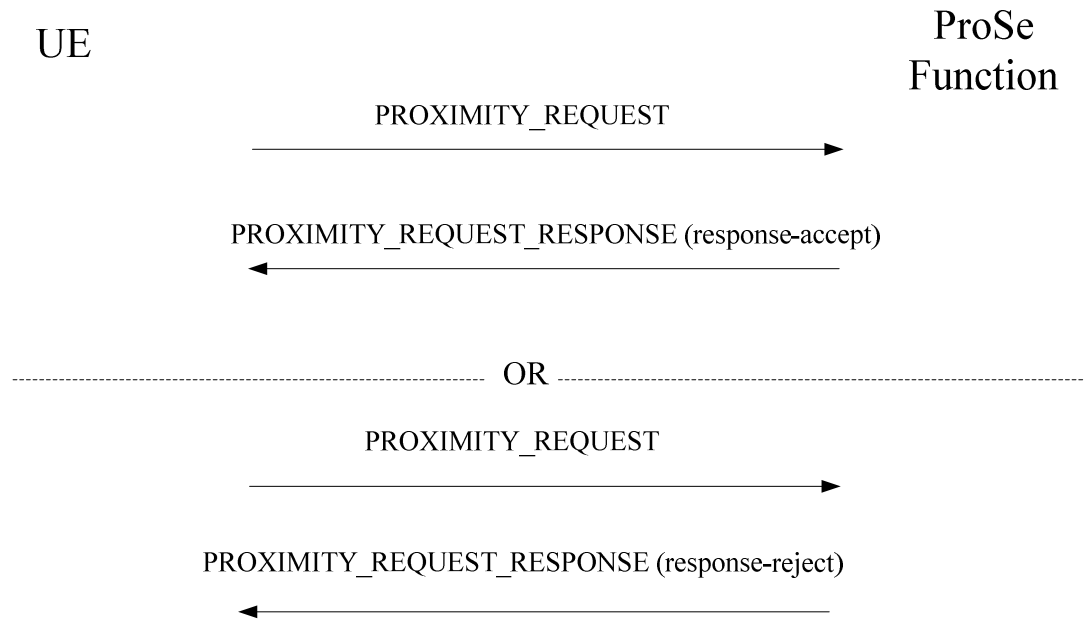 UE
ProSe
Function
PROXIMITY_REQUEST
PROXIMITY_REQUEST_RESPONSE (response-accept)
OR
PROXIMITY_REQUEST
PROXIMITY_REQUEST_RESPONSE (response-reject)